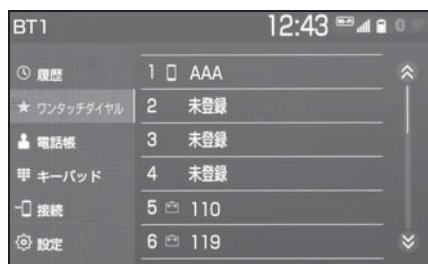 BT1 12:43 Wi-Fi
履歴
ワンタッチダイヤル
電話帳
キーパッド
接続
設定
1 AAA
2 未登録
3 未登録
4 未登録
5 110
6 119